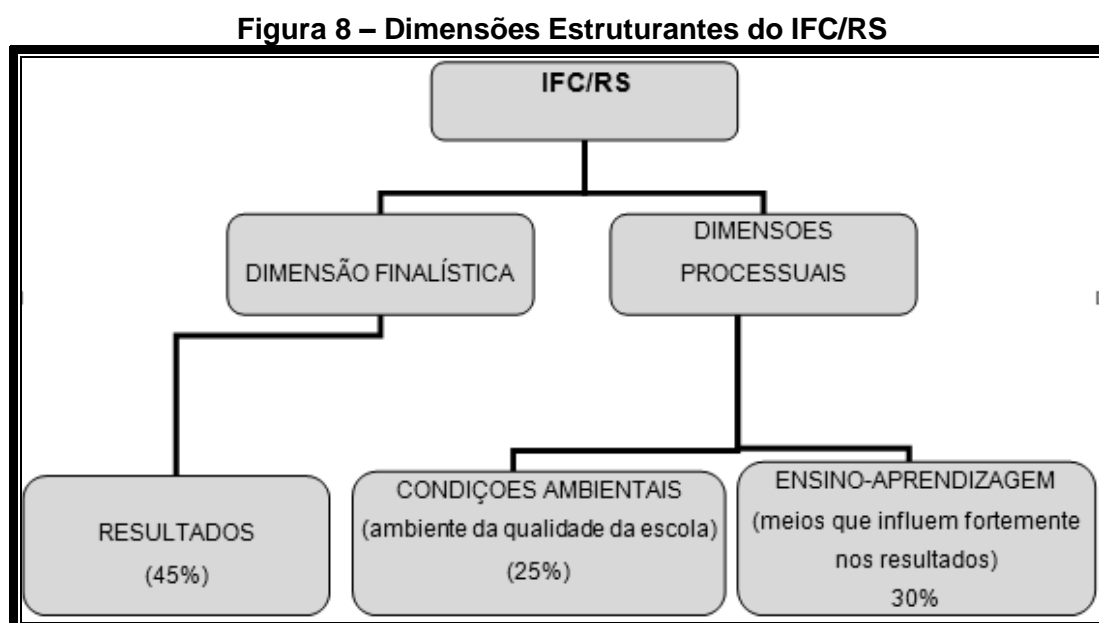 Figura 8 – Dimensões Estruturantes do IFC/RS
IFC/RS
DIMENSÃO FINALÍSTICA
DIMENSOES
PROCESSUAIS
RESULTADOS
(45%)
CONDIÇOES AMBIENTAIS
(ambiente da qualidade da escola)
(25%)
ENSINO-APRENDIZAGEM
(meios que influem fortemente
nos resultados)
30%